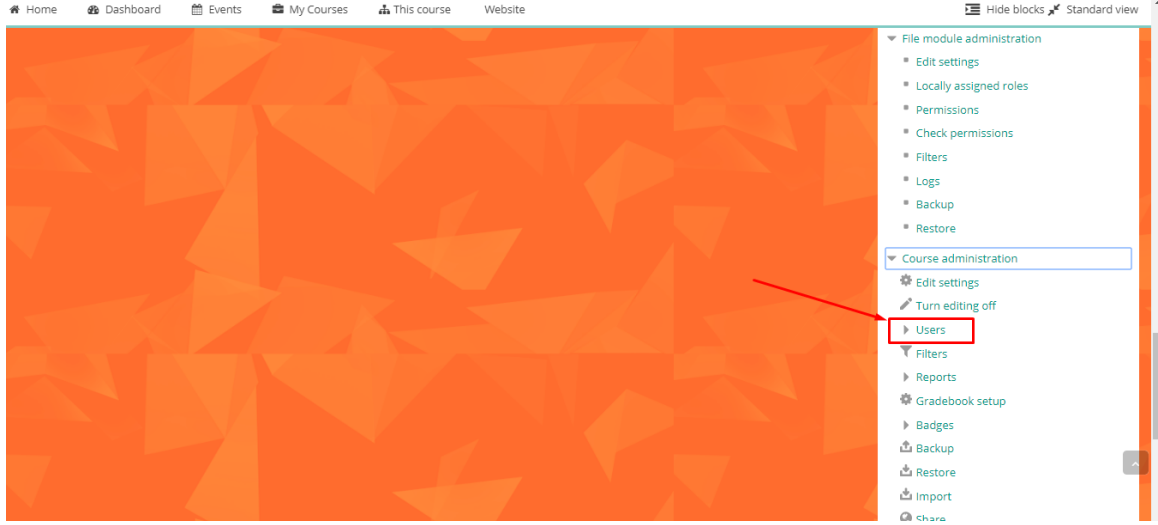 Home Dashboard Events My Courses This course Website Hide blocks Standard view
File module administration
Edit settings
Locally assigned roles
Permissions
Check permissions
Filters
Logs
Backup
Restore
Course administration
Edit settings
Turn editing off
Users
Filters
Reports
Gradebook setup
Badges
Backup
Restore
Import
Share